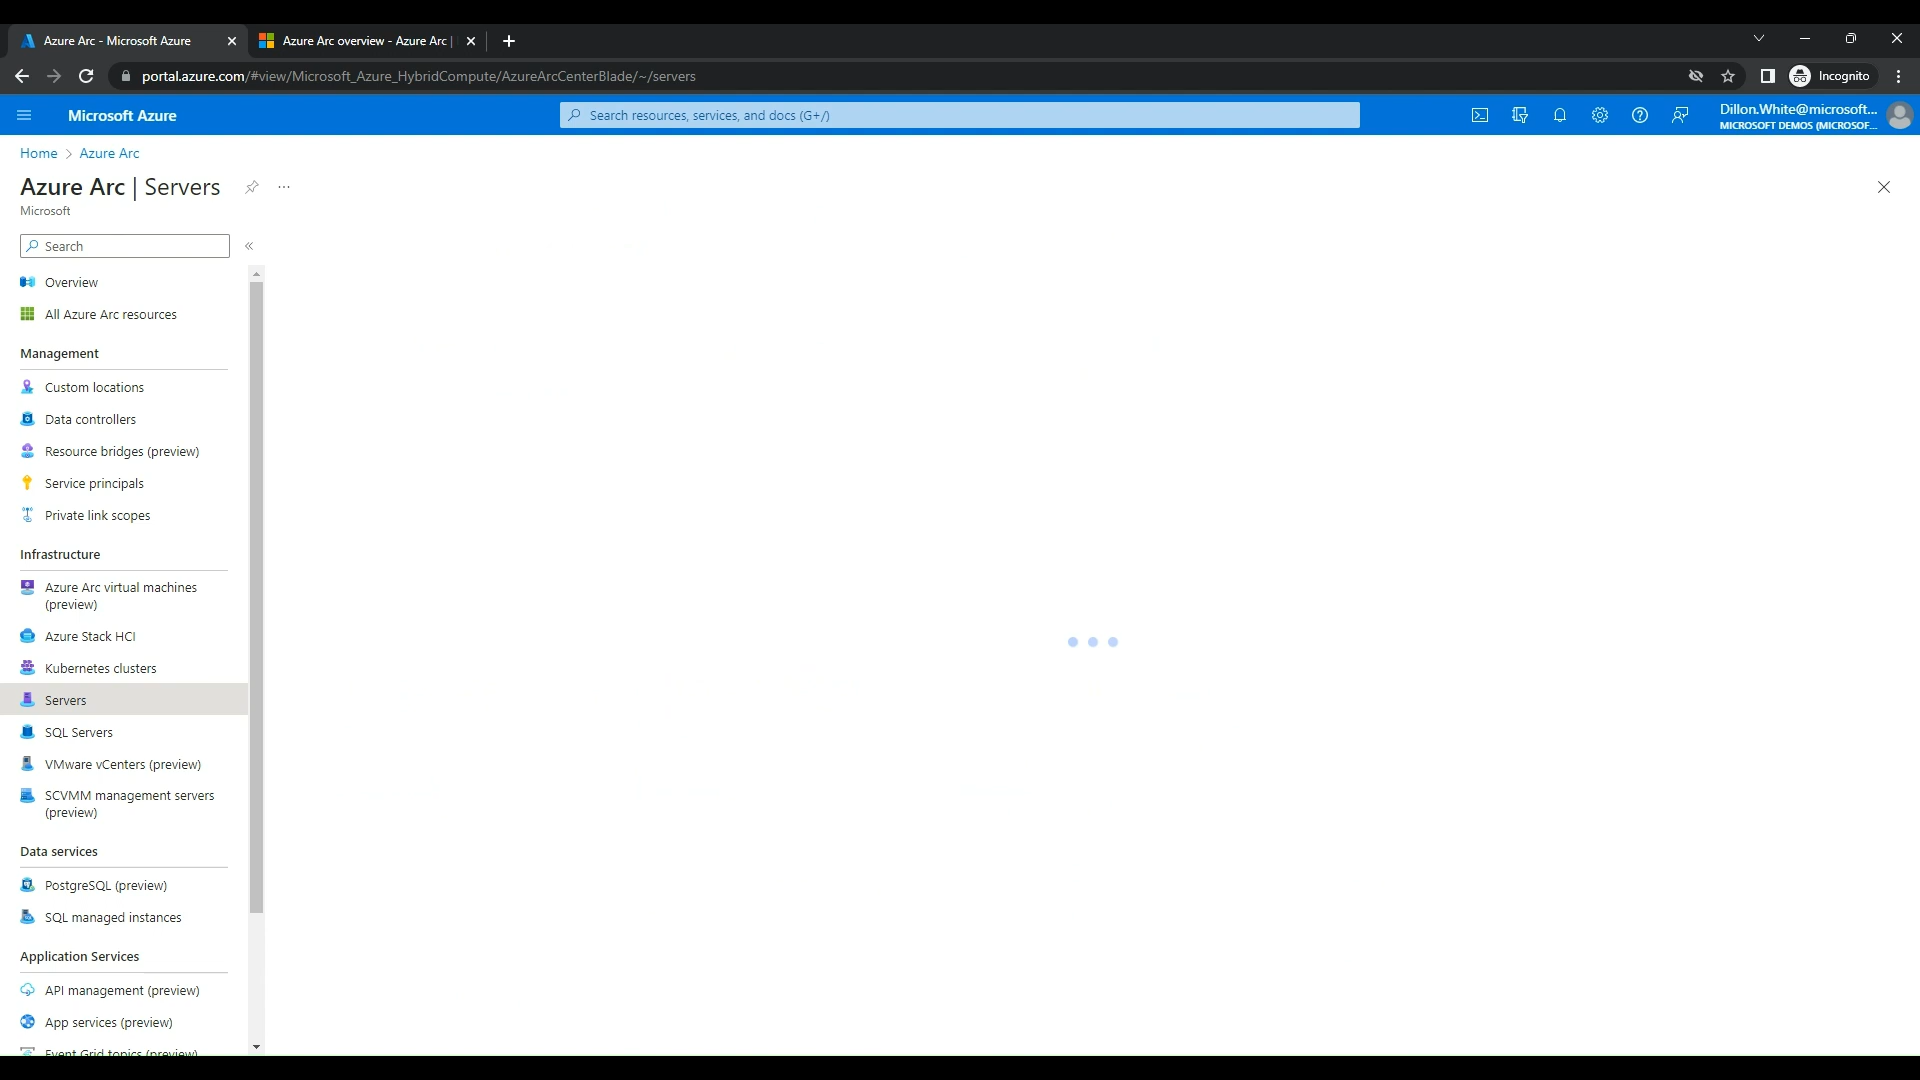 Azure Arc - Microsoft Azure
Azure Arc overview - Azure Arc |
portal.azure.com/#view/Microsoft_Azure_HybridCompute/AzureArcCenterBlade/~/servers
Incognito
Microsoft Azure
Search resources, services, and docs (G+/)
Dillon.White@microsoft...
MICROSOFT DEMOS (MICROSOF...
Home > Azure Arc
Azure Arc | Servers
Microsoft
Search
Overview
All Azure Arc resources
Management
Custom locations
Data controllers
Resource bridges (preview)
Service principals
Private link scopes
Infrastructure
Azure Arc virtual machines
(preview)
Azure Stack HCI
Kubernetes clusters
Servers
SQL Servers
VMware vCenters (preview)
SCVMM management servers
(preview)
Data services
PostgreSQL (preview)
SQL managed instances
Application Services
API management (preview)
App services (preview)
Event Grid topics (preview)